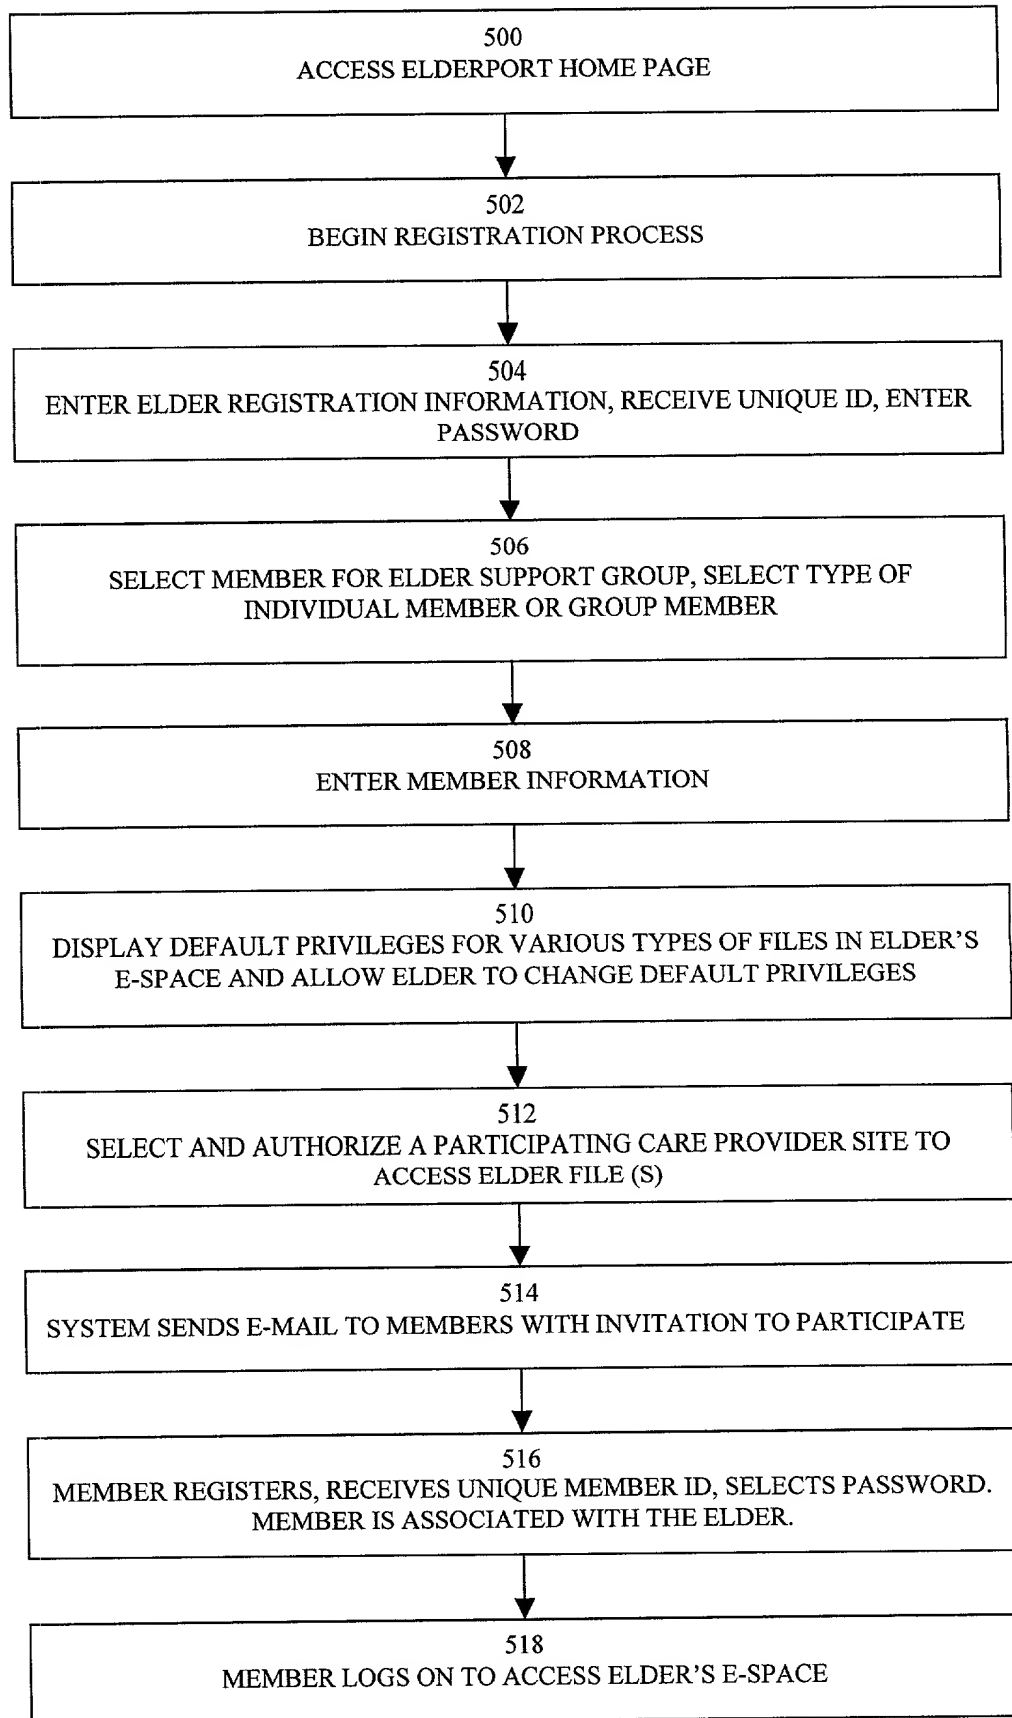 500
ACCESS ELDERPORT HOME PAGE
502
BEGIN REGISTRATION PROCESS
504
ENTER ELDER REGISTRATION INFORMATION, RECEIVE UNIQUE ID, ENTER
PASSWORD
506
SELECT MEMBER FOR ELDER SUPPORT GROUP, SELECT TYPE OF
INDIVIDUAL MEMBER OR GROUP MEMBER
508
ENTER MEMBER INFORMATION
510
DISPLAY DEFAULT PRIVILEGES FOR VARIOUS TYPES OF FILES IN ELDER'S
E-SPACE AND ALLOW ELDER TO CHANGE DEFAULT PRIVILEGES
512
SELECT AND AUTHORIZE A PARTICIPATING CARE PROVIDER SITE TO
ACCESS ELDER FILE (S)
514
SYSTEM SENDS E-MAIL TO MEMBERS WITH INVITATION TO PARTICIPATE
516
MEMBER REGISTERS, RECEIVES UNIQUE MEMBER ID, SELECTS PASSWORD.
MEMBER IS ASSOCIATED WITH THE ELDER.
518
MEMBER LOGS ON TO ACCESS ELDER'S E-SPACE